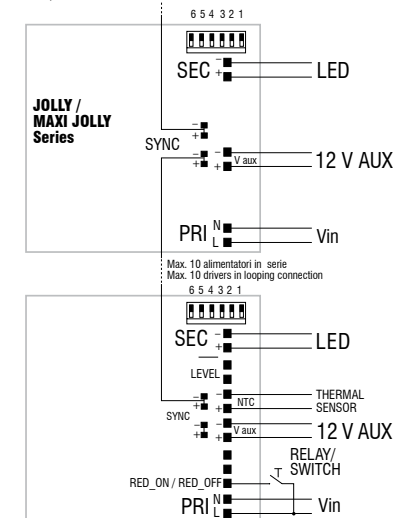 6 5 4 3 2 1
SEC - +
LED
JOLLY /
MAXI JOLLY
Series
SYNC
- +
- + - + V aux
12 V AUX
PRI N L
Vin
Max. 10 alimentatori in serie
Max. 10 drivers in looping connection
6 5 4 3 2 1
SEC - +
LED
LEVEL
SYNC
- + - + NTC
THERMAL
SENSOR
- + - + V aux
12 V AUX
RELAY/
SWITCH
T
RED_ON / RED_OFF
PRI N L
Vin